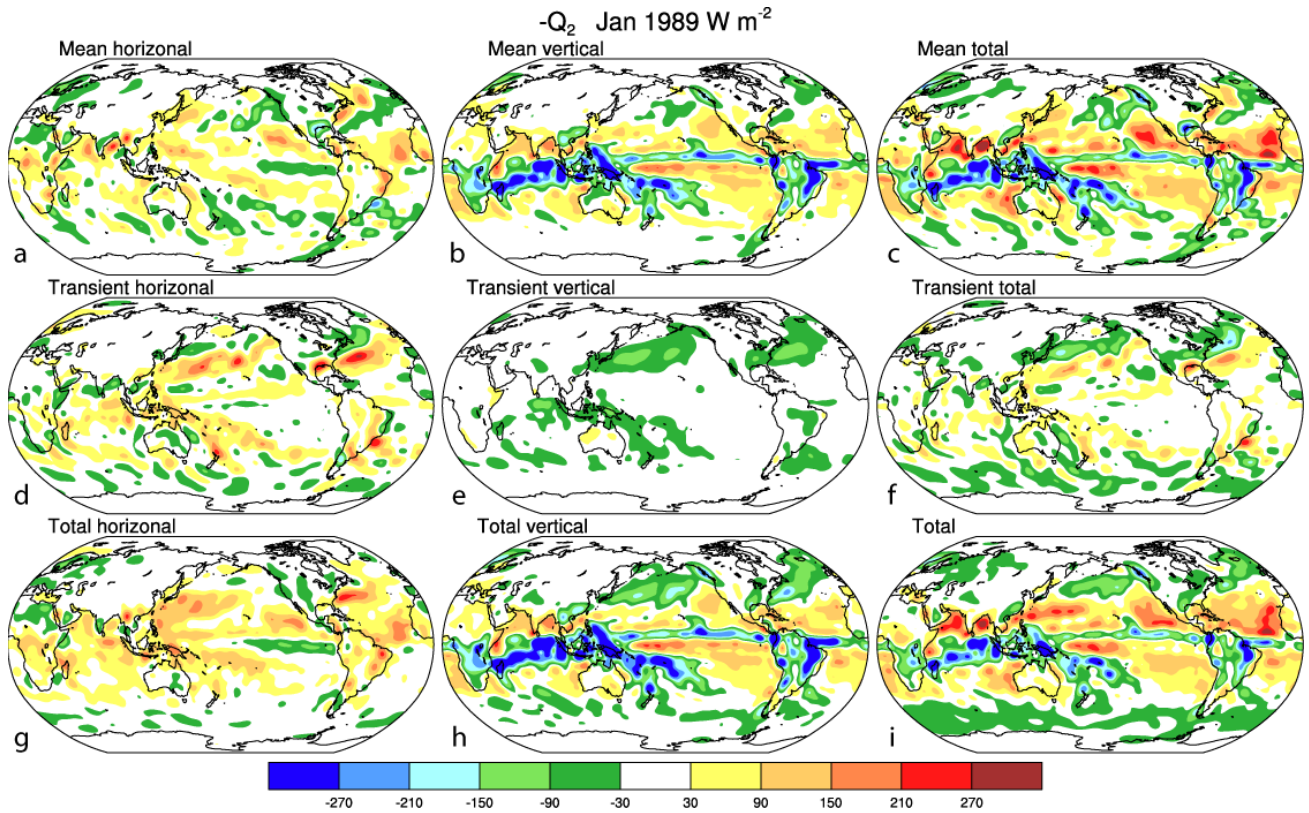 -Q2 Jan 1989 W m-2
Mean horizonal
Mean vertical
Mean total
a
b
c
Transient horizonal
Transient vertical
Transient total
d
e
f
Total horizonal
Total vertical
Total
g
h
i
-270 -210 -150 -90 -30 30 90 150 210 270